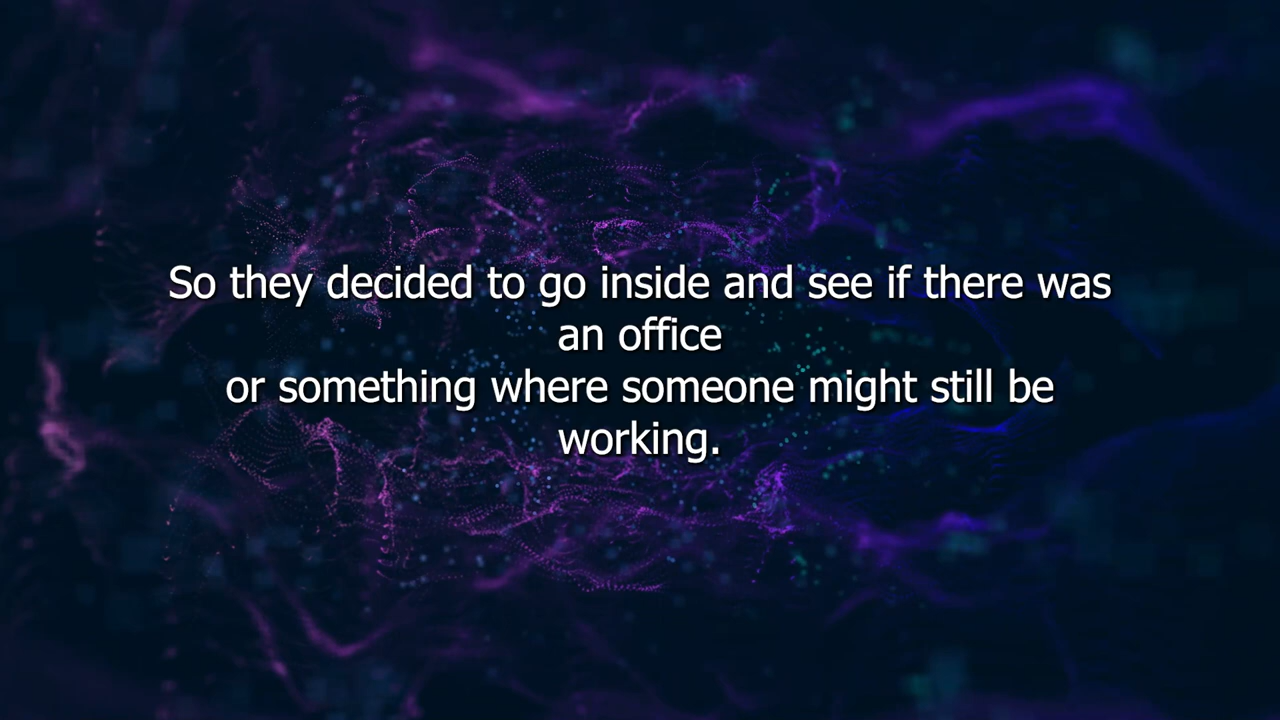 So they decided to go inside and see if there was
an office
or something where someone might still be
working.